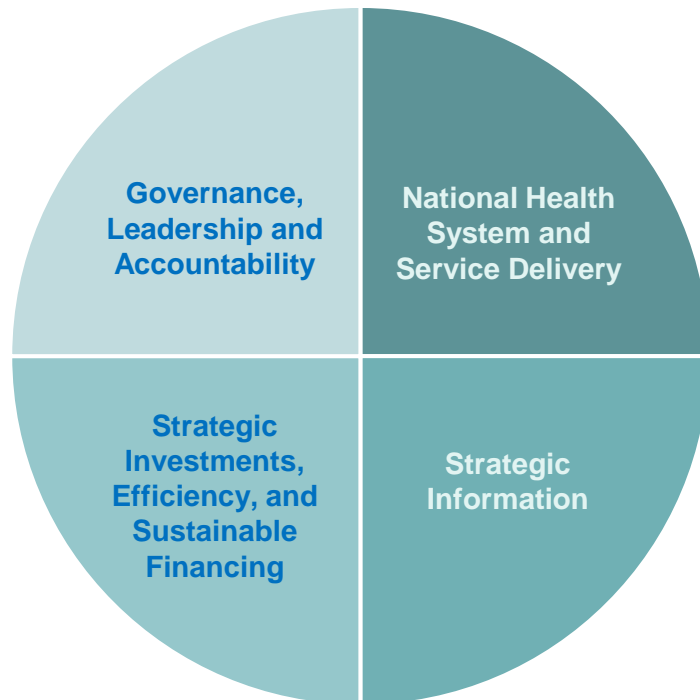 Governance,
Leadership and
Accountability
National Health
System and
Service Delivery
Strategic
Investments,
Efficiency, and
Sustainable
Financing
Strategic
Information